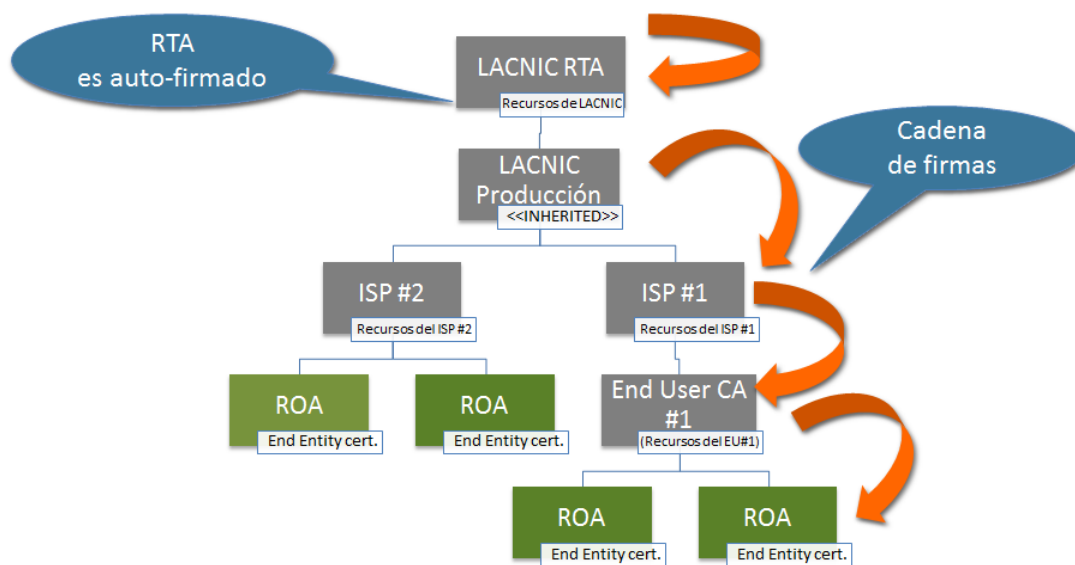 RTA
es auto-firmado
LACNIC RTA
Recursos de LACNIC
Cadena
de firmas
LACNIC
Producción
<<INHERITED>>
ISP #2
Recursos del ISP #2
ISP #1
Recursos del ISP #1
ROA
End Entity cert.
ROA
End Entity cert.
End User CA
#1
(Recursos del EU#1)
ROA
End Entity cert.
ROA
End Entity cert.